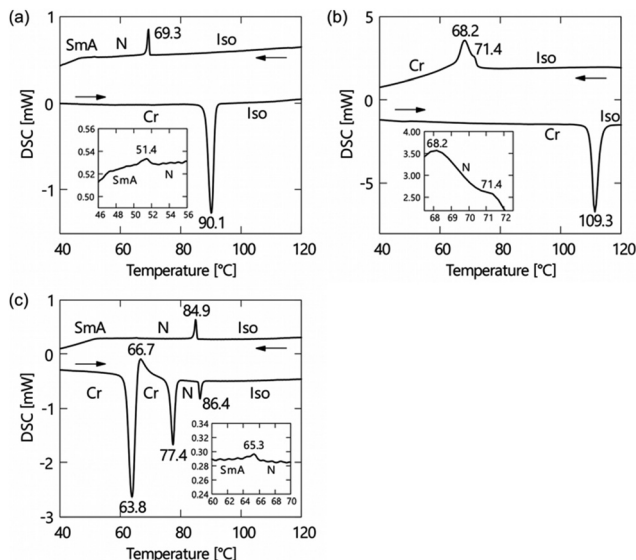 (a)
1
69.3
SmA N Iso
0.5
0
Cr Iso
DSC [mW]
0.56
51.4
0.54
0.52
SmA N
0.50
46 48 50 52 54 56
-1
90.1
40 60 80 100 120
Temperature [℃]
(b)
5
68.2
71.4
Cr Iso
0
Cr Iso
DSC [mW]
4.00
68.2
3.50
N
3.00
71.4
2.50
68 69 70 71 72
-5
109.3
40 60 80 100 120
Temperature [℃]
(c)
1
84.9
SmA N Iso
66.7
0
Cr Cr N Iso
86.4
-1
DSC [mW]
77.4
0.34
0.32
65.3
0.30
0.28
SmA N
0.26
0.24
60 62 64 66 68 70
-2
63.8
-3
40 60 80 100 120
Temperature [℃]